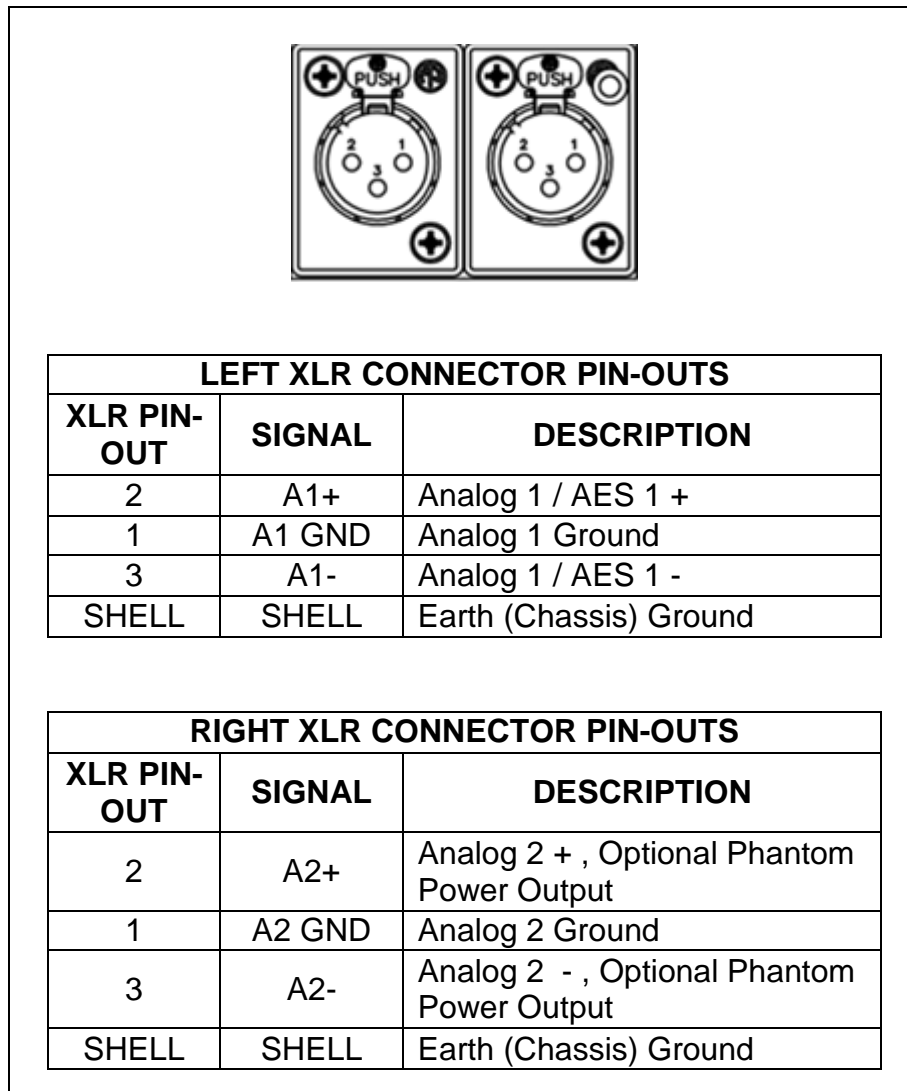 PUSH PUSH
2 1 2 1
3 3
LEFT XLR CONNECTOR PIN-OUTS
XLR PIN-
OUT SIGNAL DESCRIPTION
2 A1+ Analog 1 / AES 1 +
1 A1 GND Analog 1 Ground
3 A1- Analog 1 / AES 1 -
SHELL SHELL Earth (Chassis) Ground
RIGHT XLR CONNECTOR PIN-OUTS
XLR PIN-
OUT SIGNAL DESCRIPTION
2 A2+ Analog 2 + , Optional Phantom
Power Output
1 A2 GND Analog 2 Ground
3 A2- Analog 2  - , Optional Phantom
Power Output
SHELL SHELL Earth (Chassis) Ground